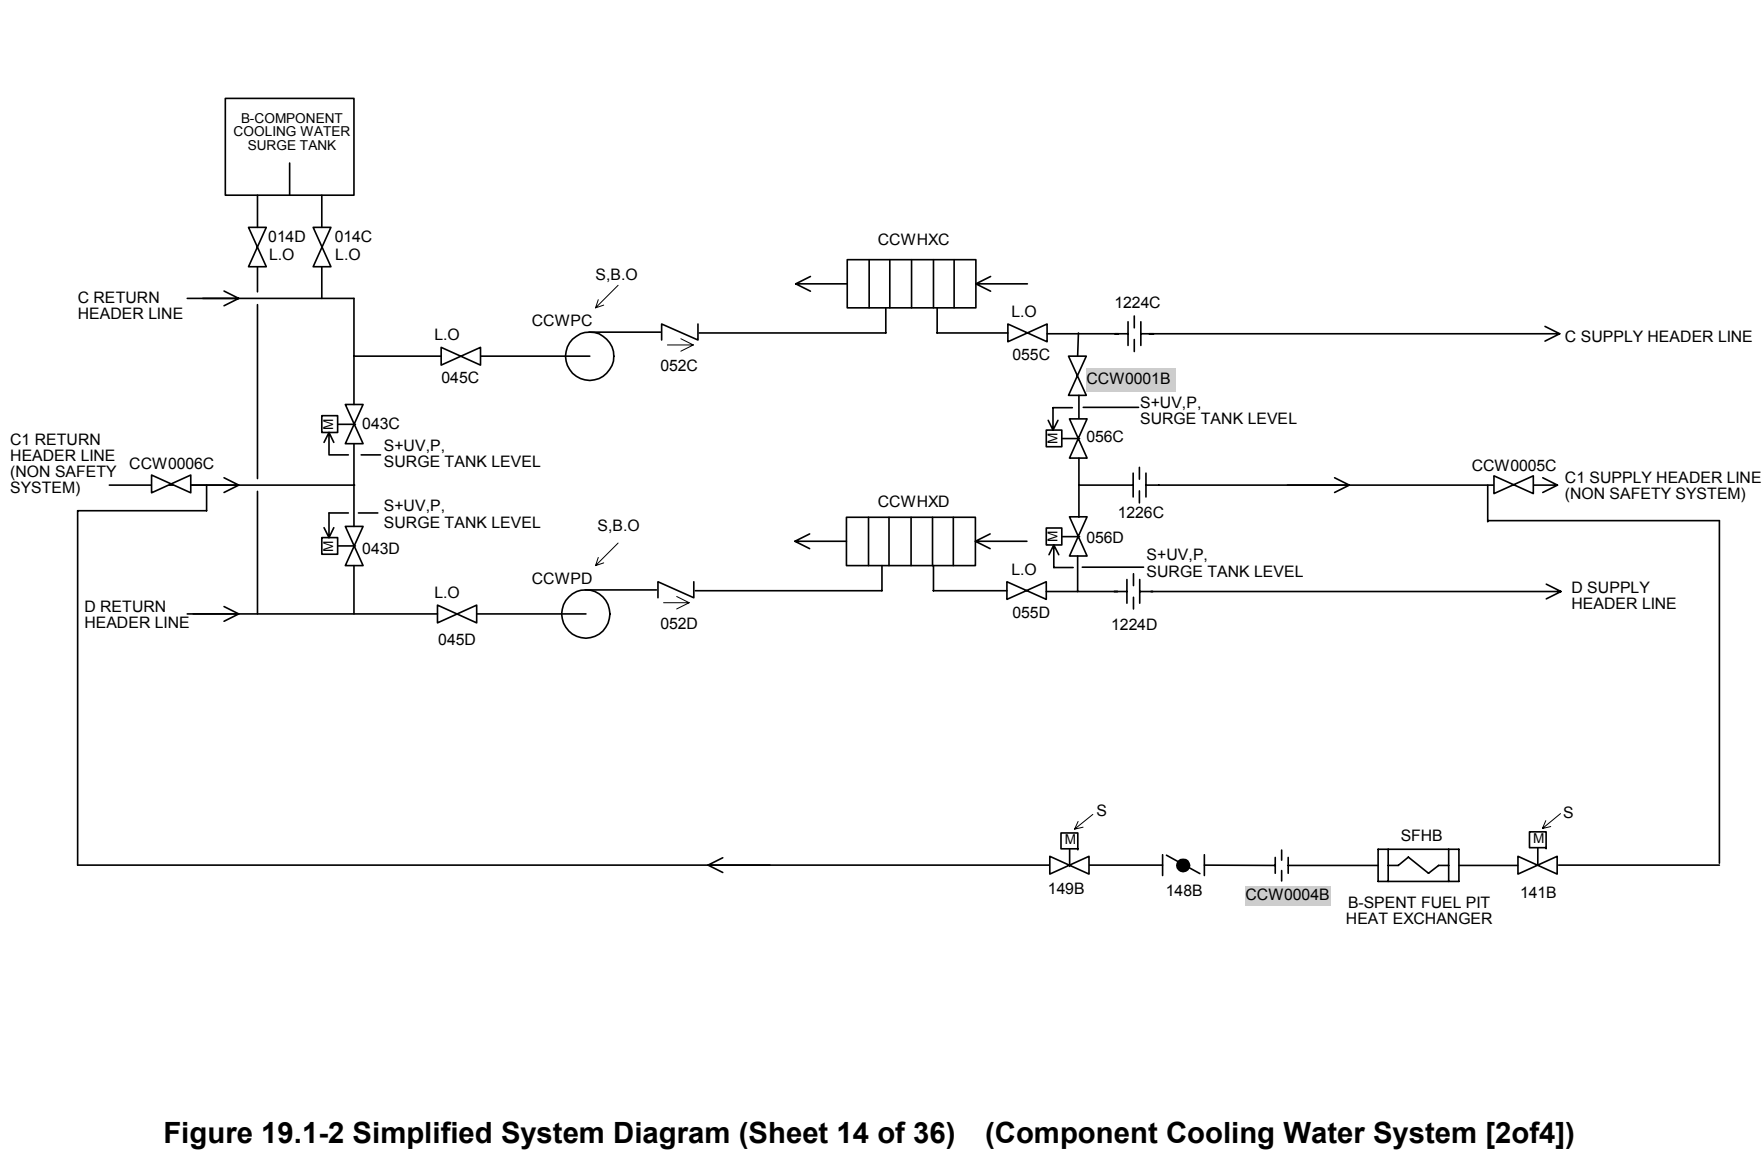 B-COMPONENT
COOLING WATER
SURGE TANK
014D
L.O
014C
L.O
C RETURN
HEADER LINE
L.O
045C
S,B.O
CCWPC
052C
CCWHXC
L.O
055C
1224C
C SUPPLY HEADER LINE
CCW0001B
S+UV,P,
SURGE TANK LEVEL
M
056C
M
043C
S+UV,P,
SURGE TANK LEVEL
C1 RETURN
HEADER LINE
(NON SAFETY
SYSTEM)
CCW0006C
S+UV,P,
SURGE TANK LEVEL
M
043D
CCWHXD
1226C
CCW0005C
C1 SUPPLY HEADER LINE
(NON SAFETY SYSTEM)
M
056D
S+UV,P,
SURGE TANK LEVEL
D RETURN
HEADER LINE
L.O
045D
S,B.O
CCWPD
052D
L.O
055D
1224D
D SUPPLY
HEADER LINE
S
M
149B
148B
CCW0004B
SFHB
B-SPENT FUEL PIT
HEAT EXCHANGER
S
M
141B
Figure 19.1-2 Simplified System Diagram (Sheet 14 of 36) (Component Cooling Water System [2of4])